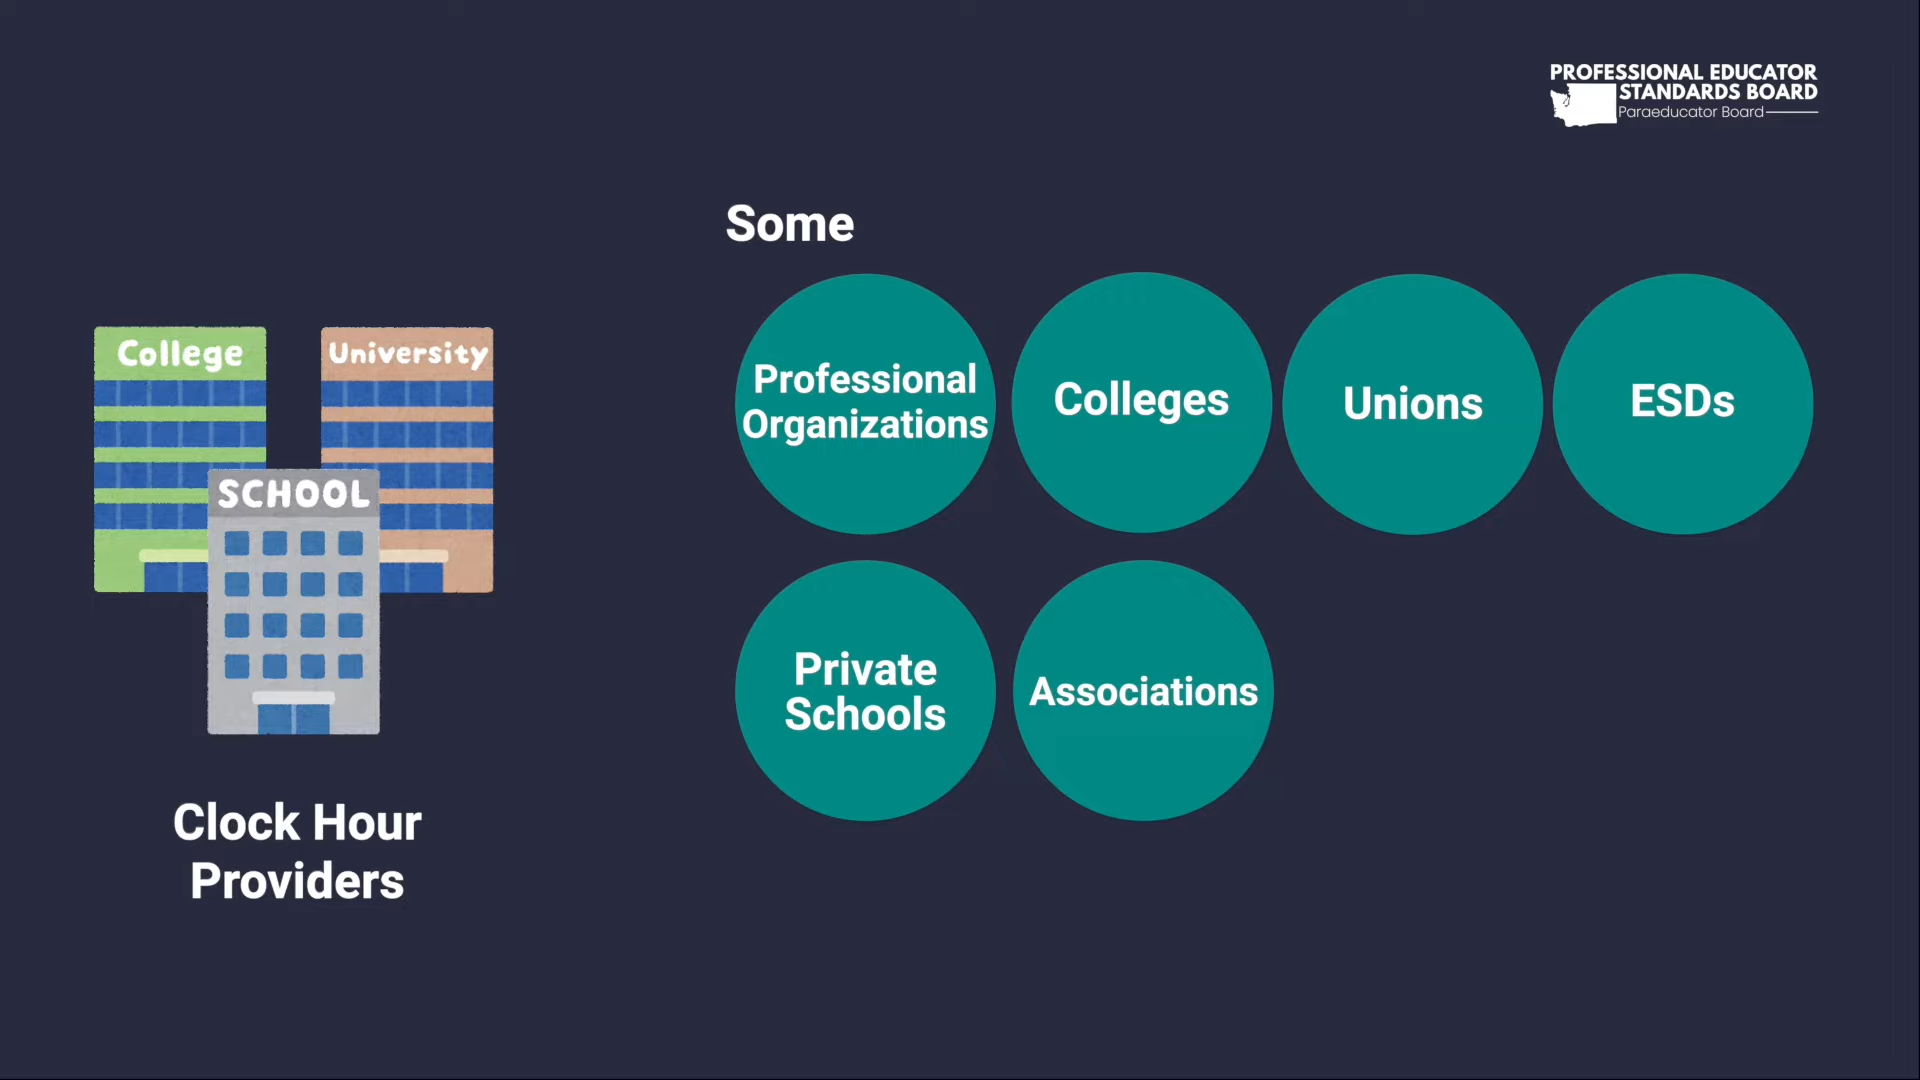 PROFESSIONAL EDUCATOR
STANDARDS BOARD
Paraeducator Board
Some
College
University
SCHOOL
Clock Hour
Providers
Professional
Organizations
Colleges
Unions
ESDs
Private
Schools
Associations